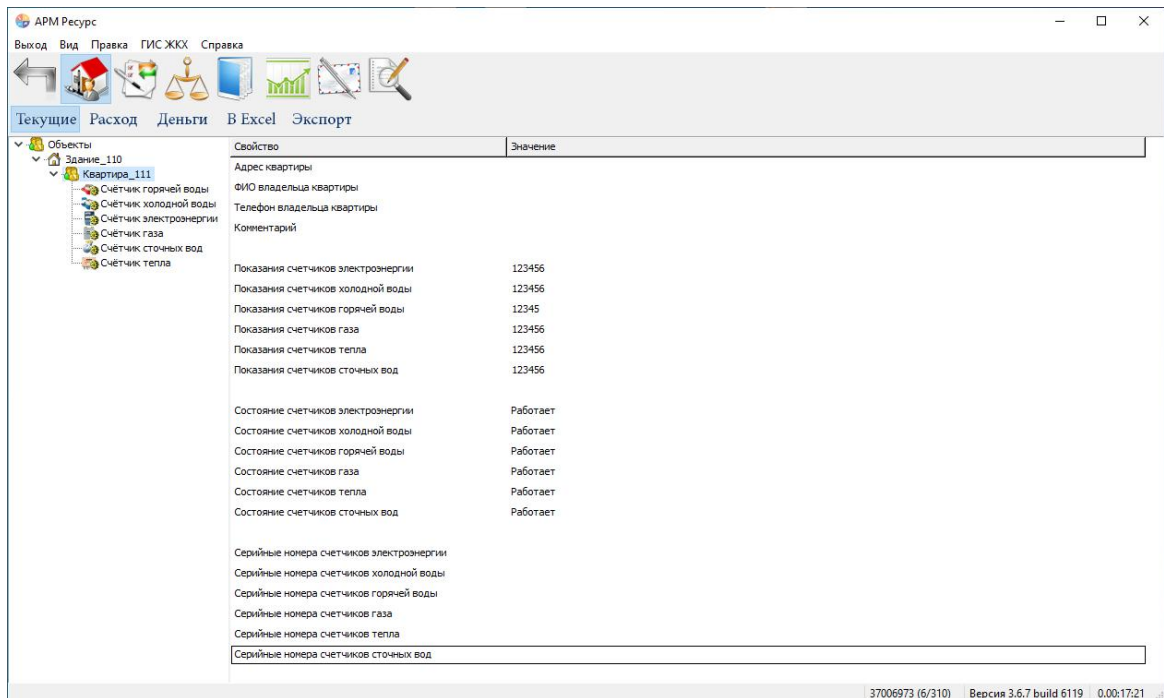 АРМ Ресурс
Выход Вид Правка ГИС ЖКХ Справка
Текущие Расход Деньги В Excel Экспорт
Объекты
Здание_110
Квартира_111
Счётчик горячей воды
Счётчик холодной воды
Счётчик электроэнергии
Счётчик газа
Счётчик сточных вод
Счётчик тепла
Свойство Значение
Адрес квартиры
ФИО владельца квартиры
Телефон владельца квартиры
Комментарий
Показания счетчиков электроэнергии 123456
Показания счетчиков холодной воды 123456
Показания счетчиков горячей воды 12345
Показания счетчиков газа 123456
Показания счетчиков тепла 123456
Показания счетчиков сточных вод 123456
Состояние счетчиков электроэнергии Работает
Состояние счетчиков холодной воды Работает
Состояние счетчиков горячей воды Работает
Состояние счетчиков газа Работает
Состояние счетчиков тепла Работает
Состояние счетчиков сточных вод Работает
Серийные номера счетчиков электроэнергии
Серийные номера счетчиков холодной воды
Серийные номера счетчиков горячей воды
Серийные номера счетчиков газа
Серийные номера счетчиков тепла
Серийные номера счетчиков сточных вод
37006973 (6/310) Версия 3.6.7 build 6119 0.00:17:21